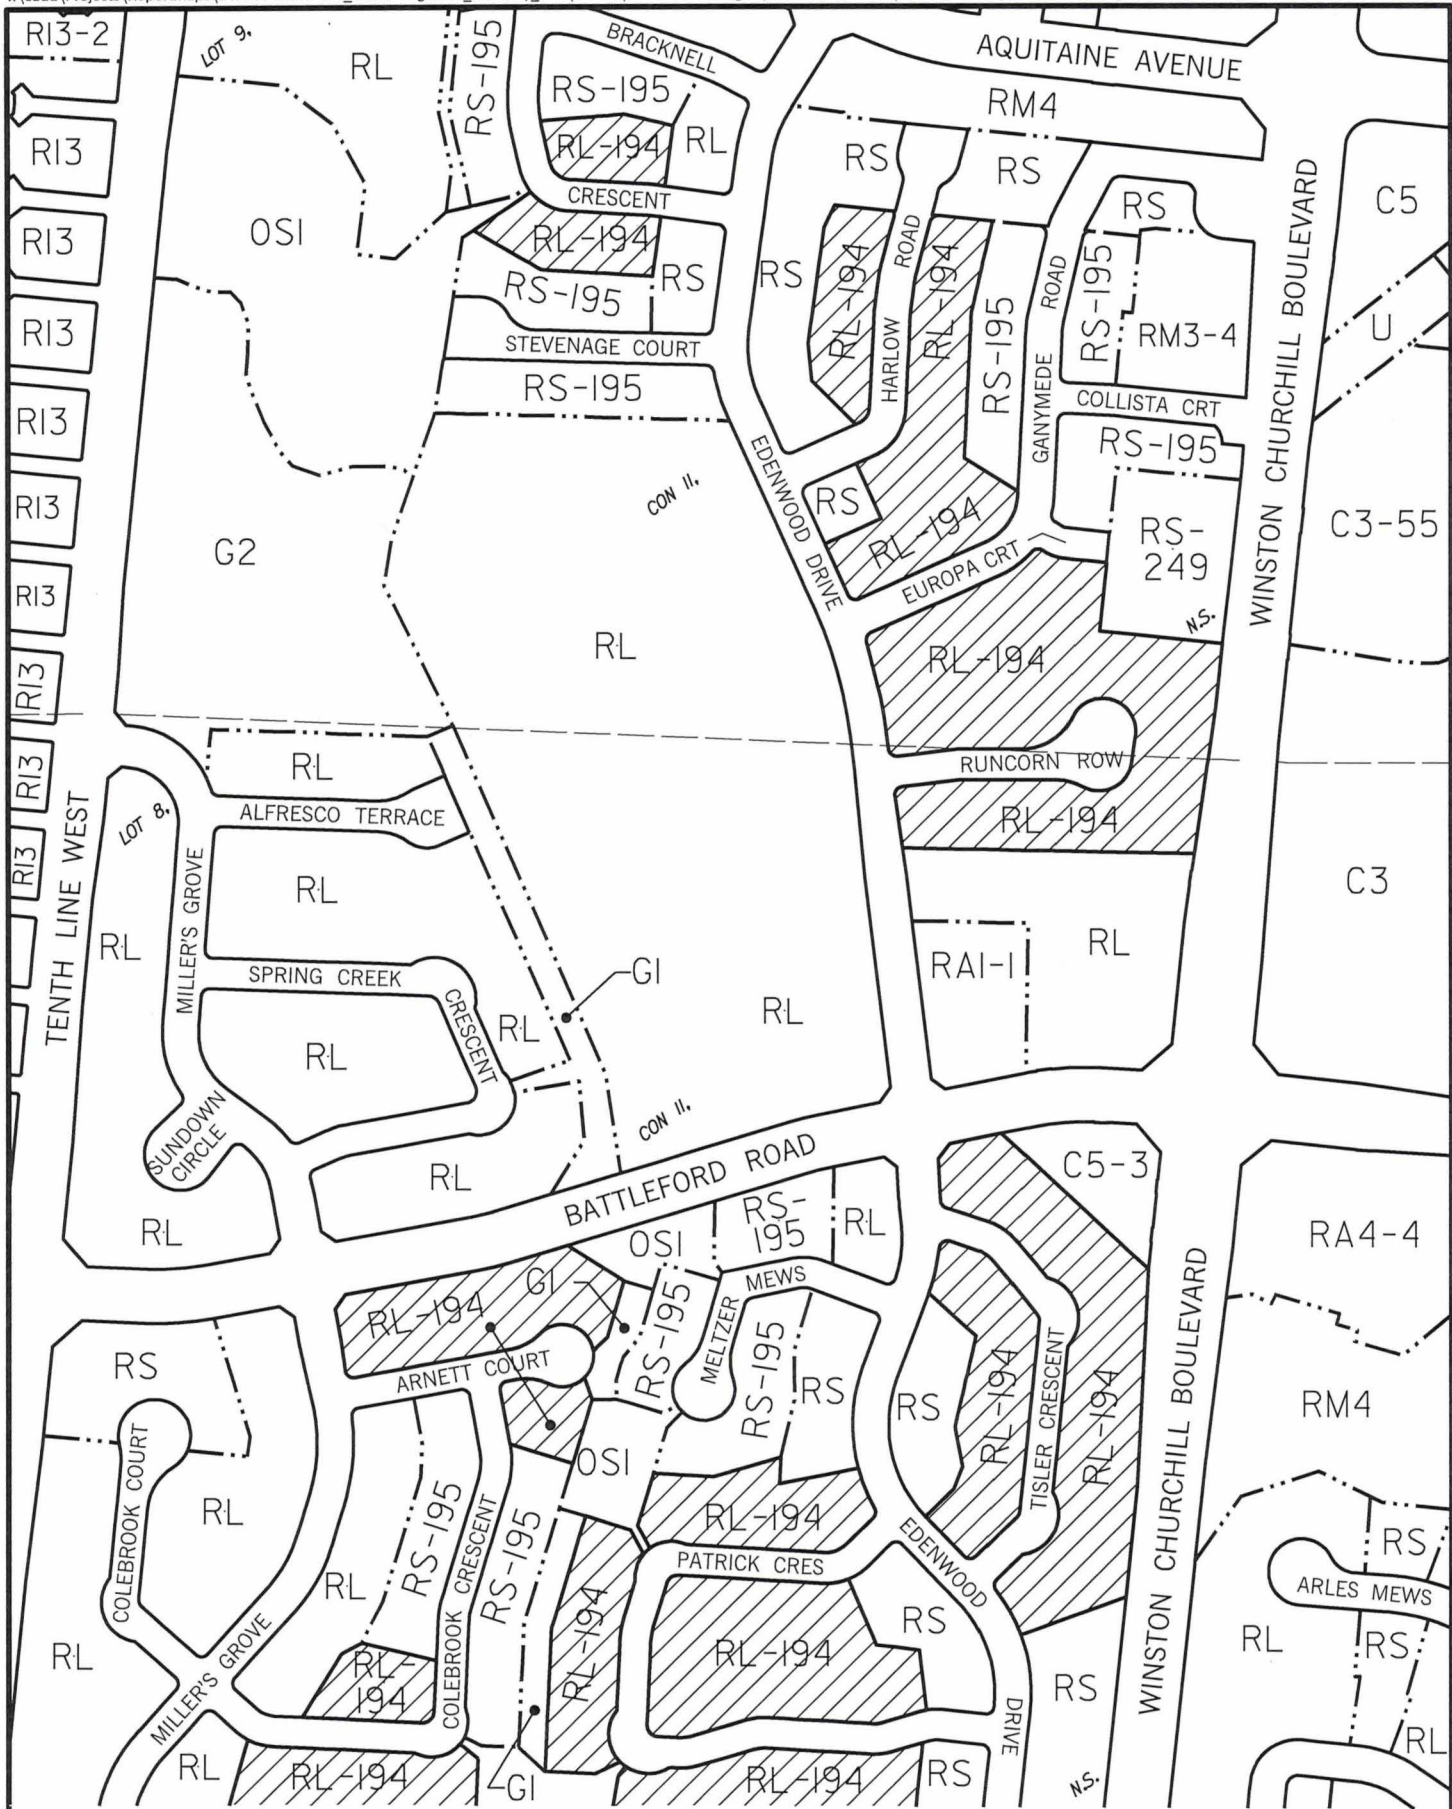 RI3-2
LOT 9,
RL
RS-195
BRACKNELL
RS-195
RL-194
RL
CRESCENT
AQUITAINE AVENUE
RM4
RS
RS
RI3
RI3
RI3
RI3
RI3
RI3
RI3
RI3
RI3
OSI
RL-194
RS
RS-195
STEVENAGE COURT
RS-195
RS
RL-194
HARLOW ROAD
RL-194
RS-195
GANYMEDE ROAD
RS
RS-195
RM3-4
COLLISTA CRT
RS-195
WINSTON CHURCHILL BOULEVARD
C5
U
C3-55
G2
CON II,
EDENWOOD DRIVE
RS
RL-194
EUROPA CRT
RS-
249
N.S.
RL
RL-194
RUNCORN ROW
RL-194
C3
TENTH LINE WEST
LOT 8,
RL
ALFRESCO TERRACE
MILLER'S GROVE
RL
RL
SPRING CREEK
CRESCENT
RL
RL
GI
RL
RAI-I
RL
SUNDOWN
CIRCLE
RL
RL
CON II,
BATTLEFORD ROAD
C5-3
RA4-4
OSI
RS-
195
RL
MEWS
MELTZER
RS-195
RS-195
RS
GI
RL-194
ARNETT COURT
RS
RL-194
TISLER CRESCENT
RL-194
WINSTON CHURCHILL BOULEVARD
RM4
RS
COLEBROOK COURT
RL
RL
RL
RS-195
COLEBROOK CRESCENT
RS-195
OSI
RL-194
PATRICK CRES
EDENWOOD
DRIVE
RS
RL-194
RL-194
RS
RS
ARLES MEWS
RS
RL
RL
MILLER'S GROVE
RL-
194
RL
RL-194
GI
RL-194
RS
N.S.